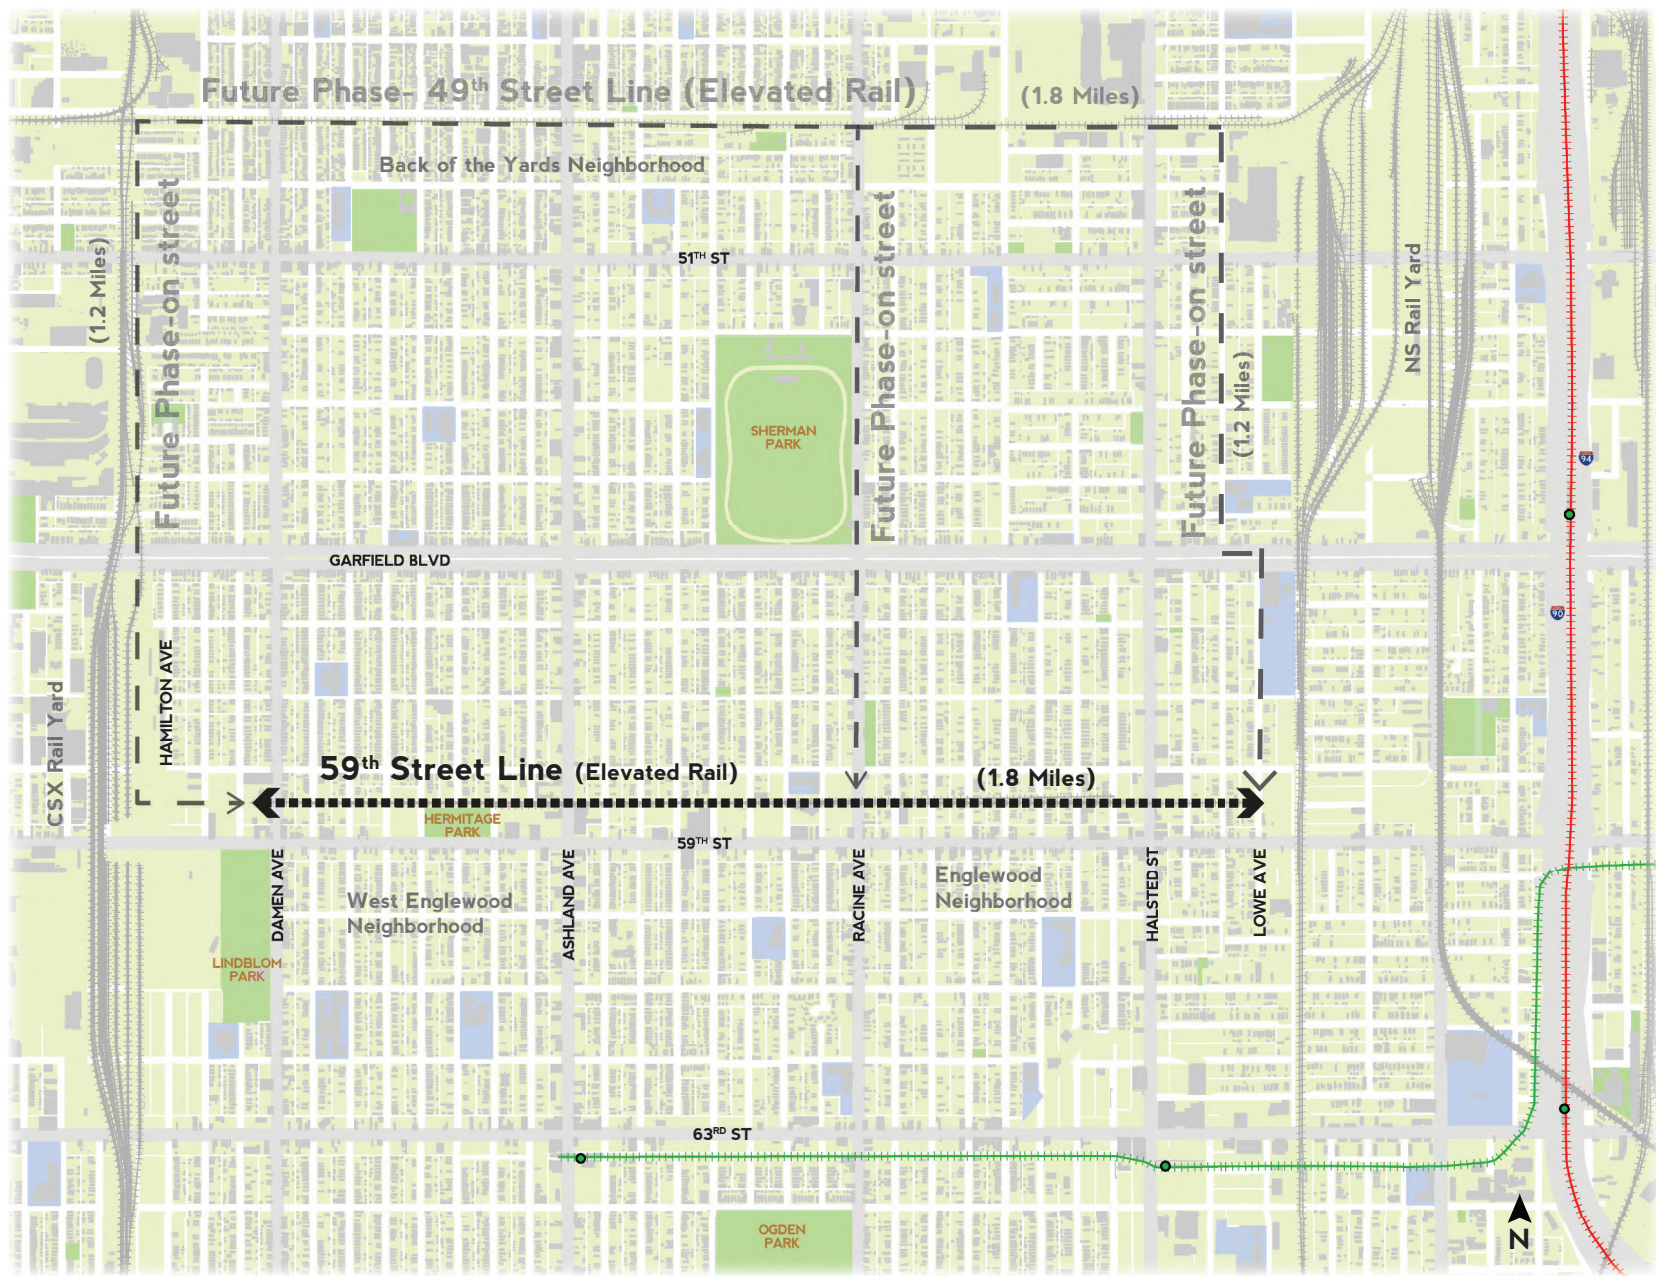 Future Phase- 49th Street Line (Elevated Rail)
(1.8 Miles)
Back of the Yards Neighborhood
Future Phase-on street
(1.2 Miles)
Future Phase-on street
Future Phase-on street
(1.2 Miles)
NS Rail Yard
51TH ST
SHERMAN
PARK
94
GARFIELD BLVD
90
HAMILTON AVE
CSX Rail Yard
59th Street Line (Elevated Rail)
(1.8 Miles)
HERMITAGE
PARK
59TH ST
DAMEN AVE
ASHLAND AVE
RACINE AVE
HALSTED ST
LOWE AVE
West Englewood
Neighborhood
Englewood
Neighborhood
LINDBLOM
PARK
63RD ST
OGDEN
PARK
N